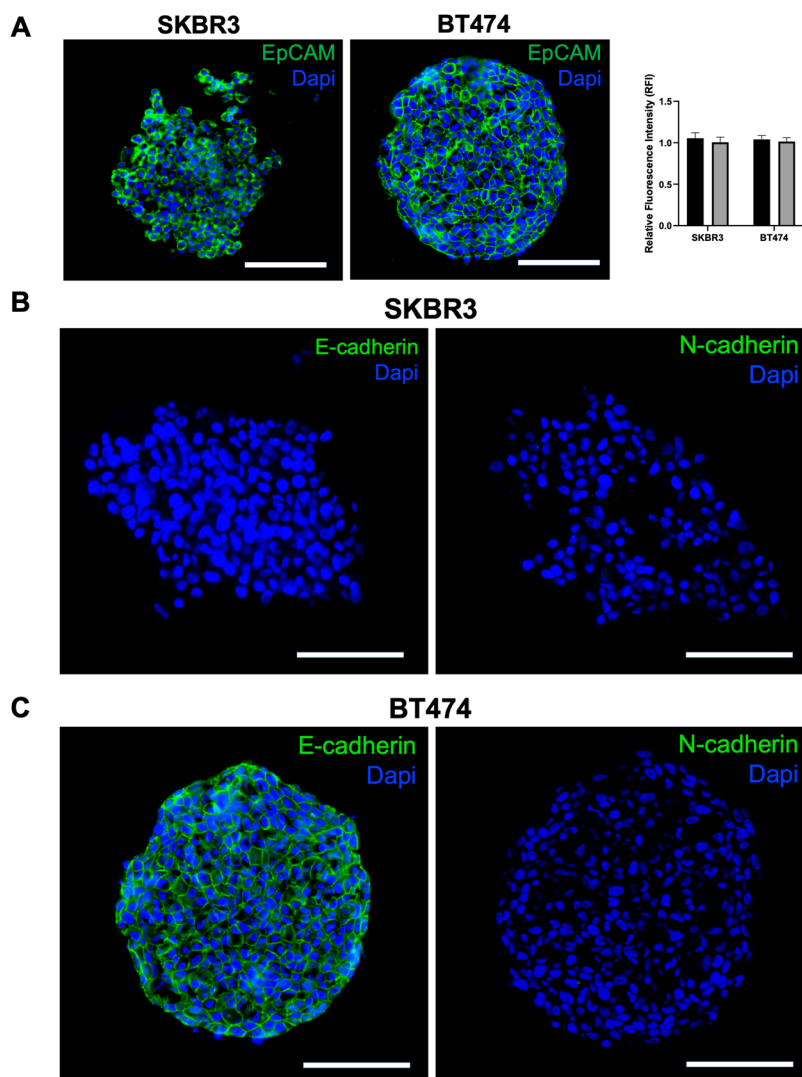 A
SKBR3
EpCAM
Dapi
BT474
EpCAM
Dapi
Relative Fluorescence Intensity (RFI)
1.5
1.0
0.5
0.0
SKBR3
BT474
B
SKBR3
E-cadherin
Dapi
N-cadherin
Dapi
C
BT474
E-cadherin
Dapi
N-cadherin
Dapi